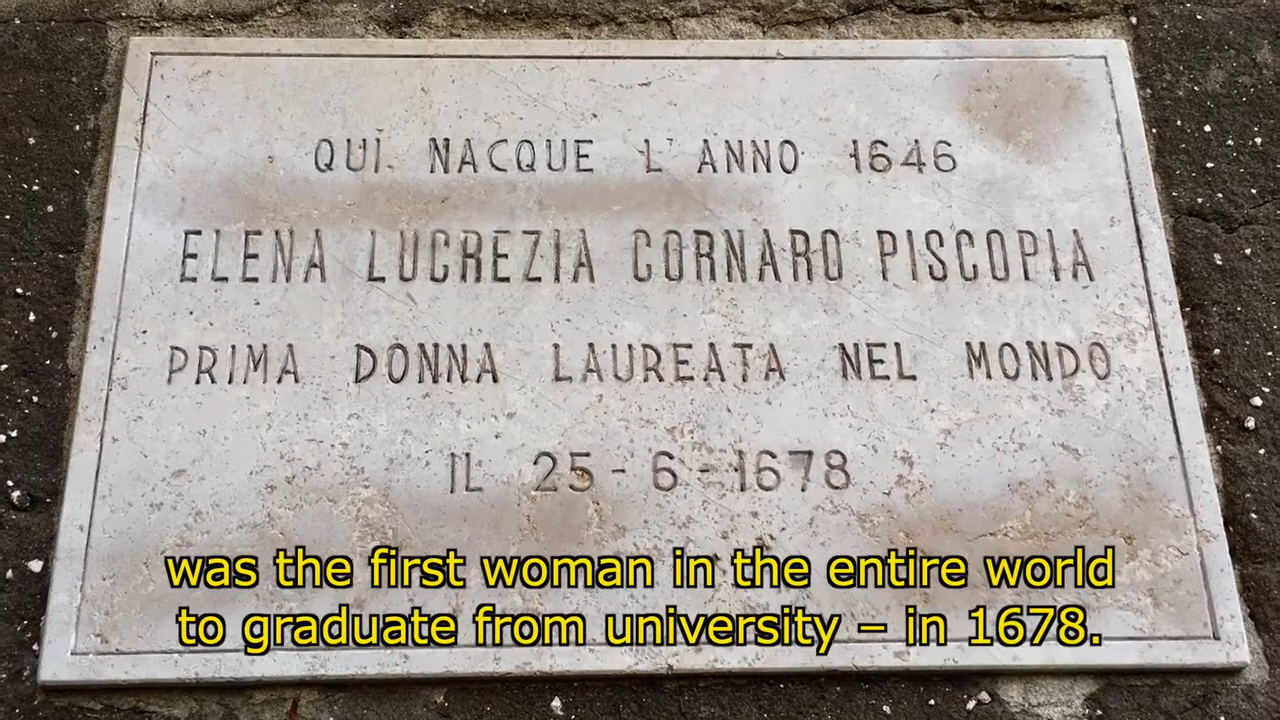 QUI NACQUE L'ANNO 1646
ELENA LUCREZIA CORNARO PISCOPIA
PRIMA DONNA LAUREATA NEL MONDO
IL 25-6-1678
was the first woman in the entire world
to graduate from university – in 1678.